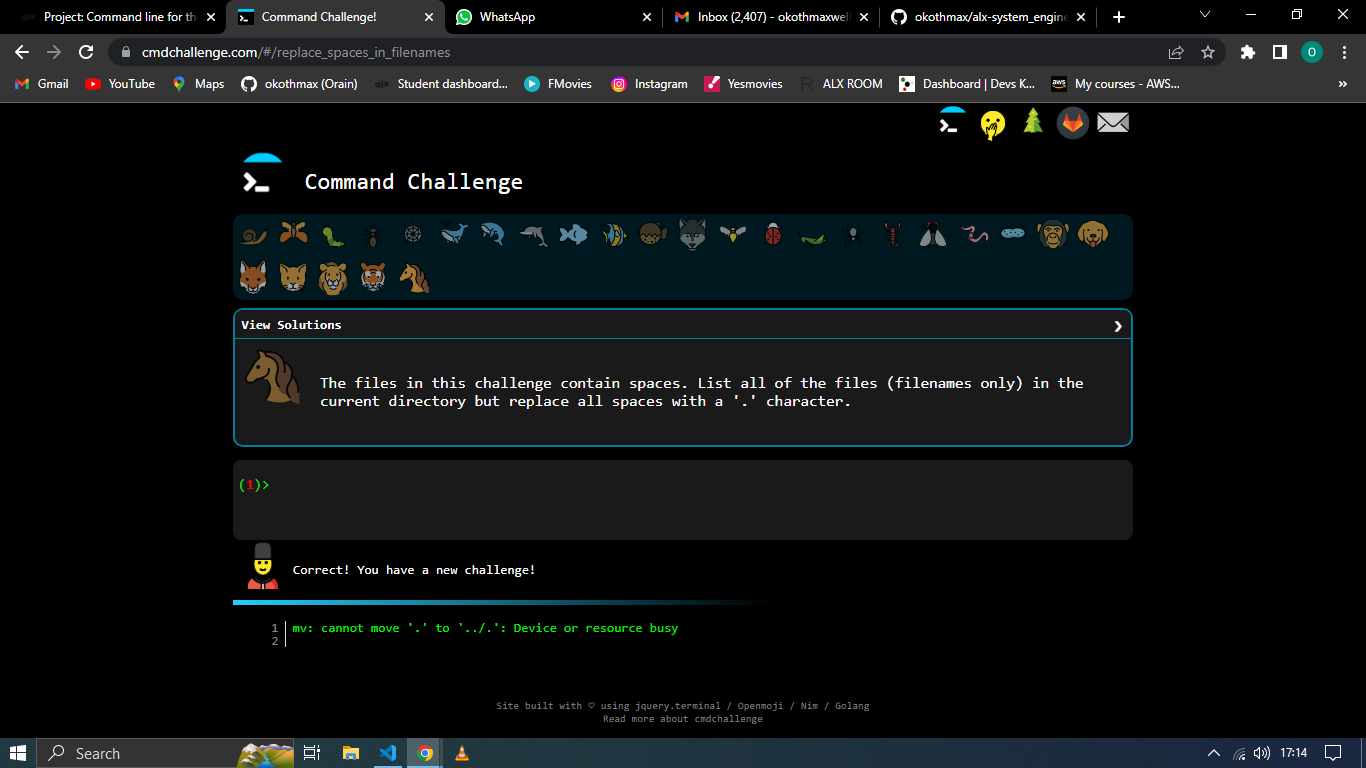 Project: Command line for th
Command Challenge!
WhatsApp
Inbox (2,407) - okothmaxwell
okothmax/alx-system_engine
cmdchallenge.com/#/replace_spaces_in_filenames
O
Gmail
YouTube
Maps
okothmax (Orain)
Student dashboard...
FMovies
Instagram
Yesmovies
ALX ROOM
Dashboard | Devs K...
aws
My courses - AWS...
»
Command Challenge
View Solutions
The files in this challenge contain spaces. List all of the files (filenames only) in the
current directory but replace all spaces with a '.' character.
(1)>
Correct! You have a new challenge!
1 mv: cannot move '.' to '../.': Device or resource busy
2
Site built with ♡ using jquery.terminal / Openmoji / Nim / Golang
Read more about cmdchallenge
Search
17:14